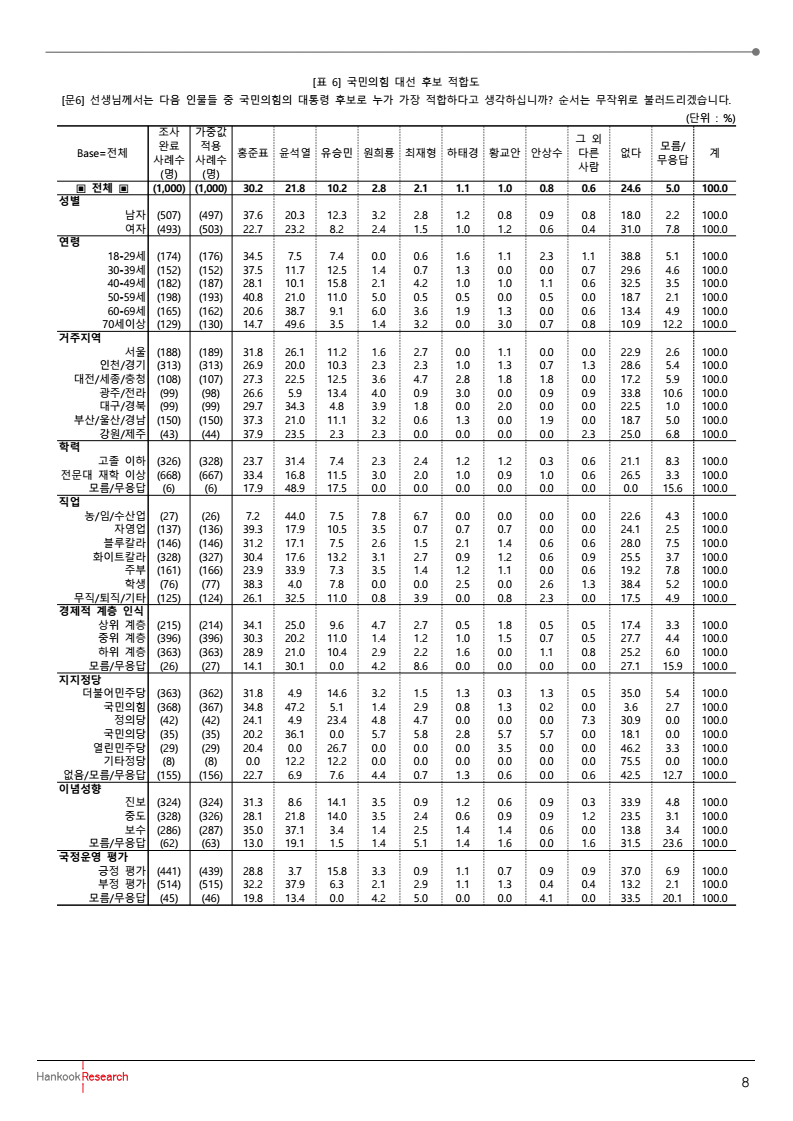 [표 6] 국민의힘 대선 후보 적합도
[문6] 선생님께서는 다음 인물들 중 국민의힘의 대통령 후보로 누가 가장 적합하다고 생각하십니까? 순서는 무작위로 불러드리겠습니다.
(단위 : %)
Base=전체 조사 완료 사례수 (명) 가중값 적용 사례수 (명) 홍준표 윤석열 유승민 원희룡 최재형 하태경 황교안 안상수 그 외 다른 사람 없다 모름/무응답 계
▣ 전체 ▣ (1,000) (1,000) 30.2 21.8 10.2 2.8 2.1 1.1 1.0 0.8 0.6 24.6 5.0 100.0
성별
남자 (507) (497) 37.6 20.3 12.3 3.2 2.8 1.2 0.8 0.9 0.8 18.0 2.2 100.0
여자 (493) (503) 22.7 23.2 8.2 2.4 1.5 1.0 1.2 0.6 0.4 31.0 7.8 100.0
연령
18-29세 (174) (176) 34.5 7.5 7.4 0.0 0.6 1.6 1.1 2.3 1.1 38.8 5.1 100.0
30-39세 (152) (152) 37.5 11.7 12.5 1.4 0.7 1.3 0.0 0.0 0.7 29.6 4.6 100.0
40-49세 (182) (187) 28.1 10.1 15.8 2.1 4.2 1.0 1.0 1.1 0.6 32.5 3.5 100.0
50-59세 (198) (193) 40.8 21.0 11.0 5.0 0.5 0.5 0.0 0.5 0.0 18.7 2.1 100.0
60-69세 (165) (162) 20.6 38.7 9.1 6.0 3.6 1.9 1.3 0.0 0.6 13.4 4.9 100.0
70세이상 (129) (130) 14.7 49.6 3.5 1.4 3.2 0.0 3.0 0.7 0.8 10.9 12.2 100.0
거주지역
서울 (188) (189) 31.8 26.1 11.2 1.6 2.7 0.0 1.1 0.0 0.0 22.9 2.6 100.0
인천/경기 (313) (313) 26.9 20.0 10.3 2.3 2.3 1.0 1.3 0.7 1.3 28.6 5.4 100.0
대전/세종/충청 (108) (107) 27.3 22.5 12.5 3.6 4.7 2.8 1.8 1.8 0.0 17.2 5.9 100.0
광주/전라 (99) (98) 26.6 5.9 13.4 4.0 0.9 3.0 0.0 0.9 0.9 33.8 10.6 100.0
대구/경북 (99) (99) 29.7 34.3 4.8 3.9 1.8 0.0 2.0 0.0 0.0 22.5 1.0 100.0
부산/울산/경남 (150) (150) 37.3 21.0 11.1 3.2 0.6 1.3 0.0 1.9 0.0 18.7 5.0 100.0
강원/제주 (43) (44) 37.9 23.5 2.3 2.3 0.0 0.0 0.0 0.0 2.3 25.0 6.8 100.0
학력
고졸 이하 (326) (328) 23.7 31.4 7.4 2.3 2.4 1.2 1.2 0.3 0.6 21.1 8.3 100.0
전문대 재학 이상 (668) (667) 33.4 16.8 11.5 3.0 2.0 1.0 0.9 1.0 0.6 26.5 3.3 100.0
모름/무응답 (6) (6) 17.9 48.9 17.5 0.0 0.0 0.0 0.0 0.0 0.0 0.0 15.6 100.0
직업
농/임/수산업 (27) (26) 7.2 44.0 7.5 7.8 6.7 0.0 0.0 0.0 0.0 22.6 4.3 100.0
자영업 (137) (136) 39.3 17.9 10.5 3.5 0.7 0.7 0.7 0.0 0.0 24.1 2.5 100.0
블루칼라 (146) (146) 31.2 17.1 7.5 2.6 1.5 2.1 1.4 0.6 0.6 28.0 7.5 100.0
화이트칼라 (328) (327) 30.4 17.6 13.2 3.1 2.7 0.9 1.2 0.6 0.9 25.5 3.7 100.0
주부 (161) (166) 23.9 33.9 7.3 3.5 1.4 1.2 1.1 0.0 0.6 19.2 7.8 100.0
학생 (76) (77) 38.3 4.0 7.8 0.0 0.0 2.5 0.0 2.6 1.3 38.4 5.2 100.0
무직/퇴직/기타 (125) (124) 26.1 32.5 11.0 0.8 3.9 0.0 0.8 2.3 0.0 17.5 4.9 100.0
경제적 계층 인식
상위 계층 (215) (214) 34.1 25.0 9.6 4.7 2.7 0.5 1.8 0.5 0.5 17.4 3.3 100.0
중위 계층 (396) (396) 30.3 20.2 11.0 1.4 1.2 1.0 1.5 0.7 0.5 27.7 4.4 100.0
하위 계층 (363) (363) 28.9 21.0 10.4 2.9 2.2 1.6 0.0 1.1 0.8 25.2 6.0 100.0
모름/무응답 (26) (27) 14.1 30.1 0.0 4.2 8.6 0.0 0.0 0.0 0.0 27.1 15.9 100.0
지지정당
더불어민주당 (363) (362) 31.8 4.9 14.6 3.2 1.5 1.3 0.3 1.3 0.5 35.0 5.4 100.0
국민의힘 (368) (367) 34.8 47.2 5.1 1.4 2.9 0.8 1.3 0.2 0.0 3.6 2.7 100.0
정의당 (42) (42) 24.1 4.9 23.4 4.8 4.7 0.0 0.0 0.0 7.3 30.9 0.0 100.0
국민의당 (35) (35) 20.2 36.1 0.0 5.7 5.8 2.8 5.7 5.7 0.0 18.1 0.0 100.0
열린민주당 (29) (29) 20.4 0.0 26.7 0.0 0.0 0.0 3.5 0.0 0.0 46.2 3.3 100.0
기타정당 (8) (8) 0.0 12.2 12.2 0.0 0.0 0.0 0.0 0.0 0.0 75.5 0.0 100.0
없음/모름/무응답 (155) (156) 22.7 6.9 7.6 4.4 0.7 1.3 0.6 0.0 0.6 42.5 12.7 100.0
이념성향
진보 (324) (324) 31.3 8.6 14.1 3.5 0.9 1.2 0.6 0.9 0.3 33.9 4.8 100.0
중도 (328) (326) 28.1 21.8 14.0 3.5 2.4 0.6 0.9 0.9 1.2 23.5 3.1 100.0
보수 (286) (287) 35.0 37.1 3.4 1.4 2.5 1.4 1.4 0.6 0.0 13.8 3.4 100.0
모름/무응답 (62) (63) 13.0 19.1 1.5 1.4 5.1 1.4 1.6 0.0 1.6 31.5 23.6 100.0
국정운영 평가
긍정 평가 (441) (439) 28.8 3.7 15.8 3.3 0.9 1.1 0.7 0.9 0.9 37.0 6.9 100.0
부정 평가 (514) (515) 32.2 37.9 6.3 2.1 2.9 1.1 1.3 0.4 0.4 13.2 2.1 100.0
모름/무응답 (45) (46) 19.8 13.4 0.0 4.2 5.0 0.0 0.0 4.1 0.0 33.5 20.1 100.0
Hankook Research
8